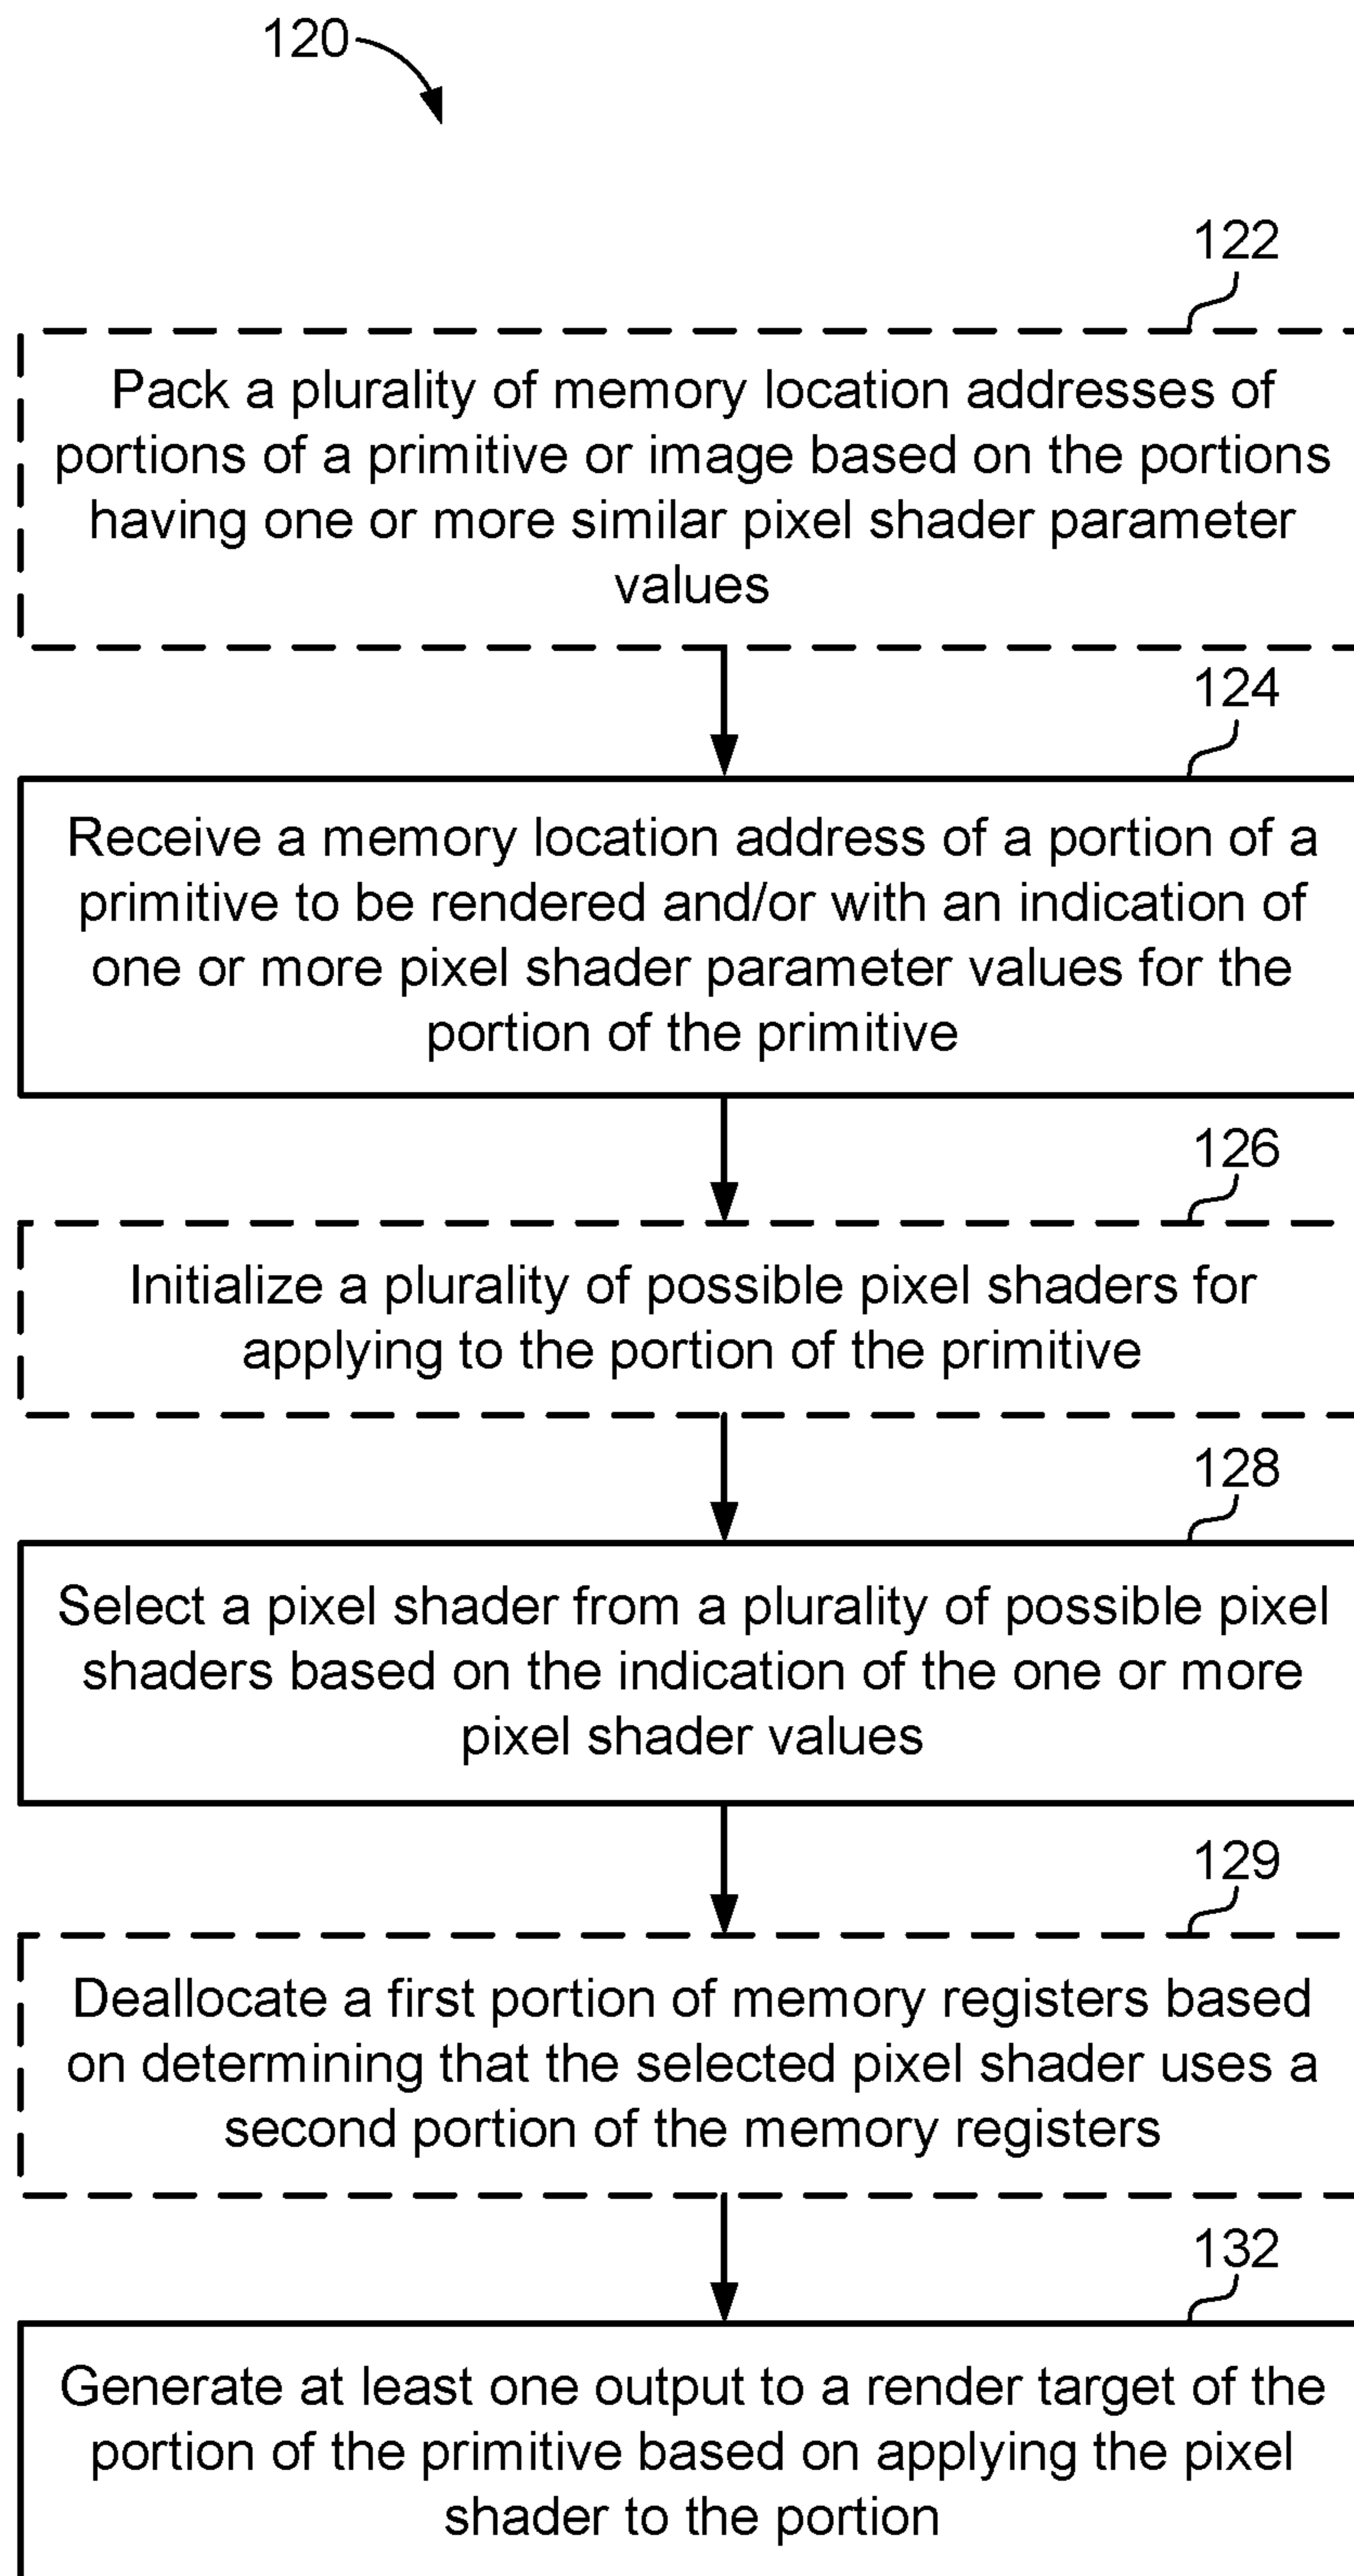 120
122
Pack a plurality of memory location addresses of
portions of a primitive or image based on the portions
having one or more similar pixel shader parameter
values
124
Receive a memory location address of a portion of a
primitive to be rendered and/or with an indication of
one or more pixel shader parameter values for the
portion of the primitive
126
Initialize a plurality of possible pixel shaders for
applying to the portion of the primitive
128
Select a pixel shader from a plurality of possible pixel
shaders based on the indication of the one or more
pixel shader values
129
Deallocate a first portion of memory registers based
on determining that the selected pixel shader uses a
second portion of the memory registers
132
Generate at least one output to a render target of the
portion of the primitive based on applying the pixel
shader to the portion